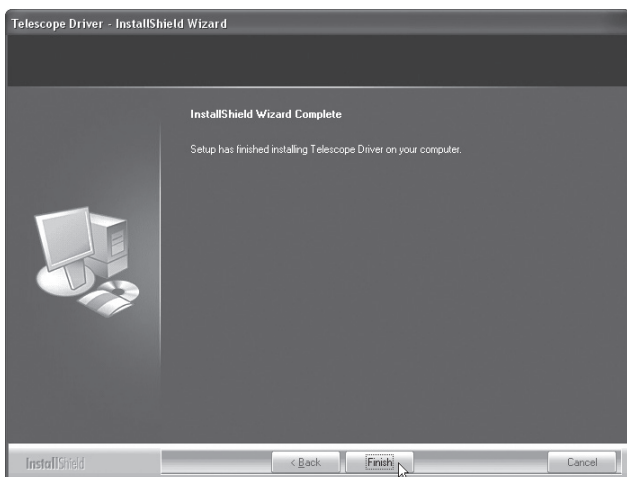 Telescope Driver - InstallShield Wizard
InstallShield Wizard Complete
Setup has finished installing Telescope Driver on your computer.
InstallShield
< Back
Finish
Cancel